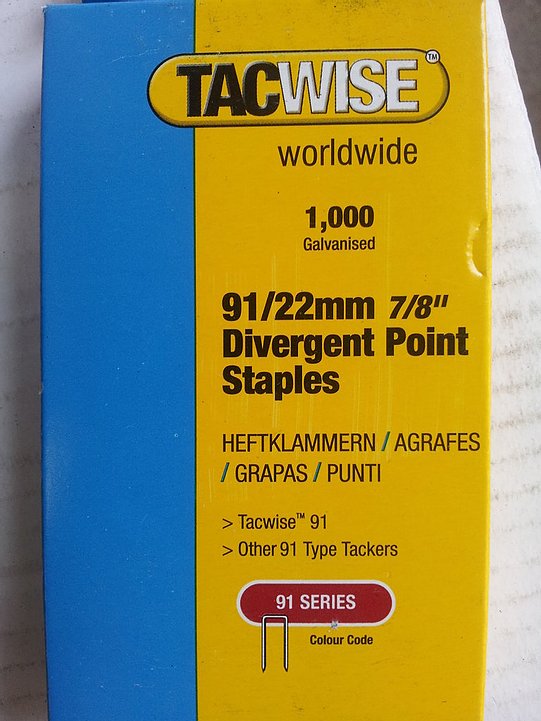 TACWISE™
worldwide
1,000
Galvanised
91/22mm 7/8"
Divergent Point
Staples
HEFTKLAMMERN / AGRAFES
/ GRAPAS / PUNTI
> Tacwise™ 91
> Other 91 Type Tackers
91 SERIES
Colour Code